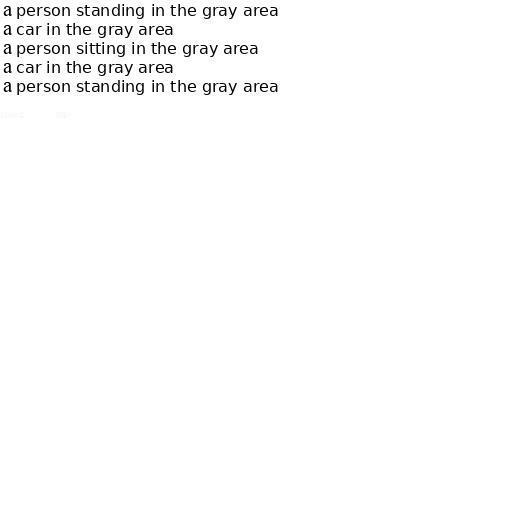 a person standing in the gray area
a car in the gray area
a person sitting in the gray area
a car in the gray area
a person standing in the gray area